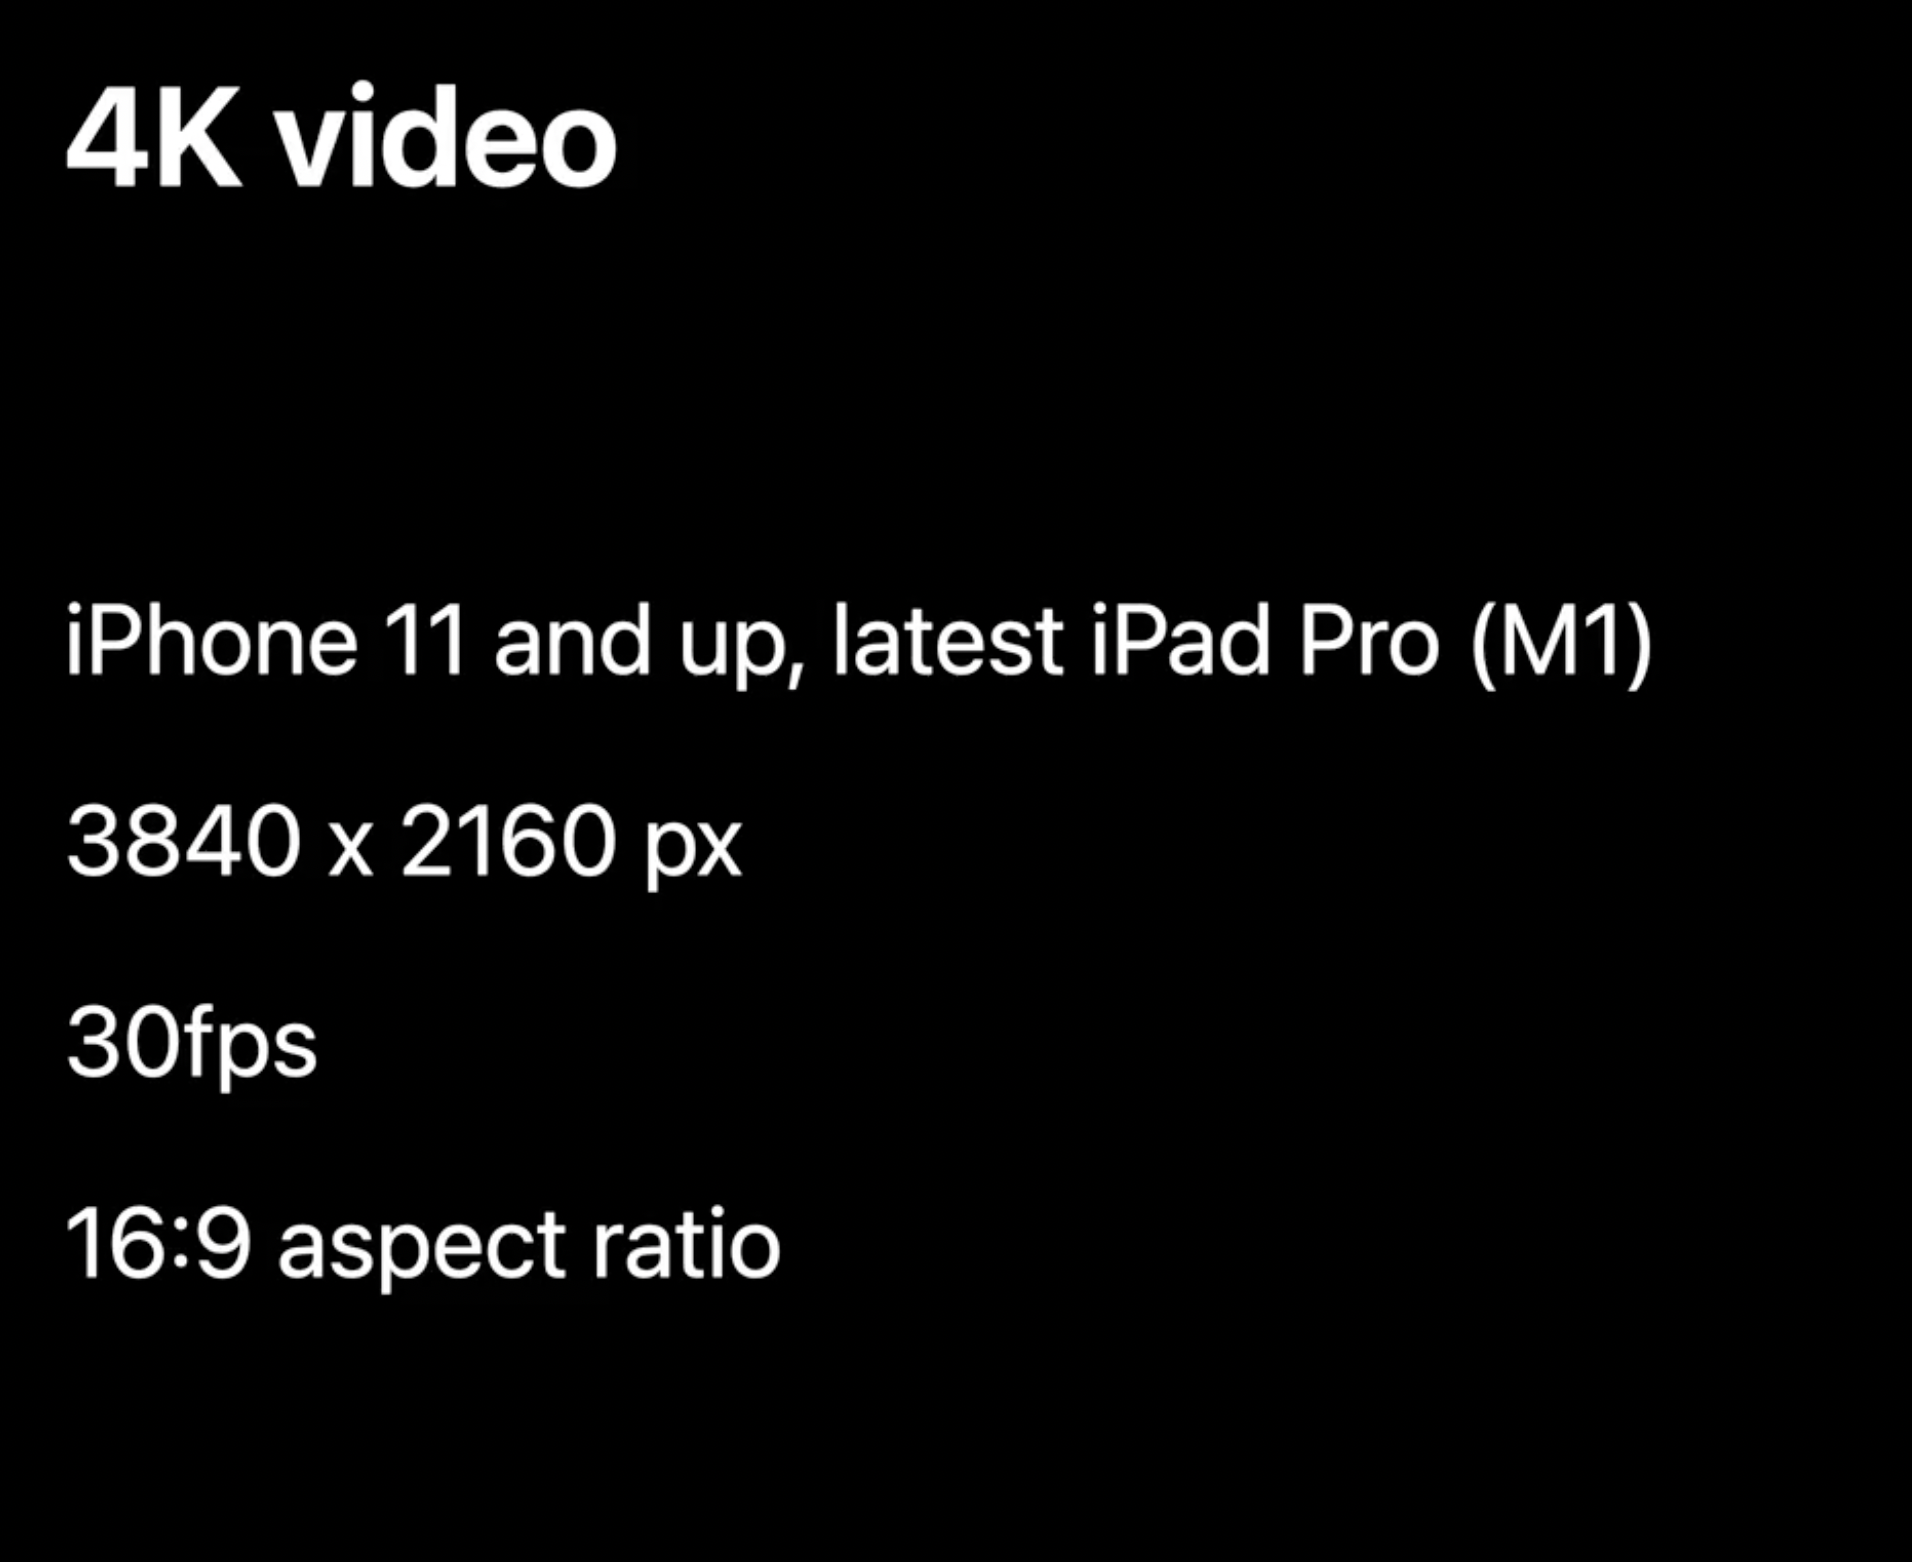 4K video
iPhone 11 and up, latest iPad Pro (M1)
3840 x 2160 px
30fps
16:9 aspect ratio